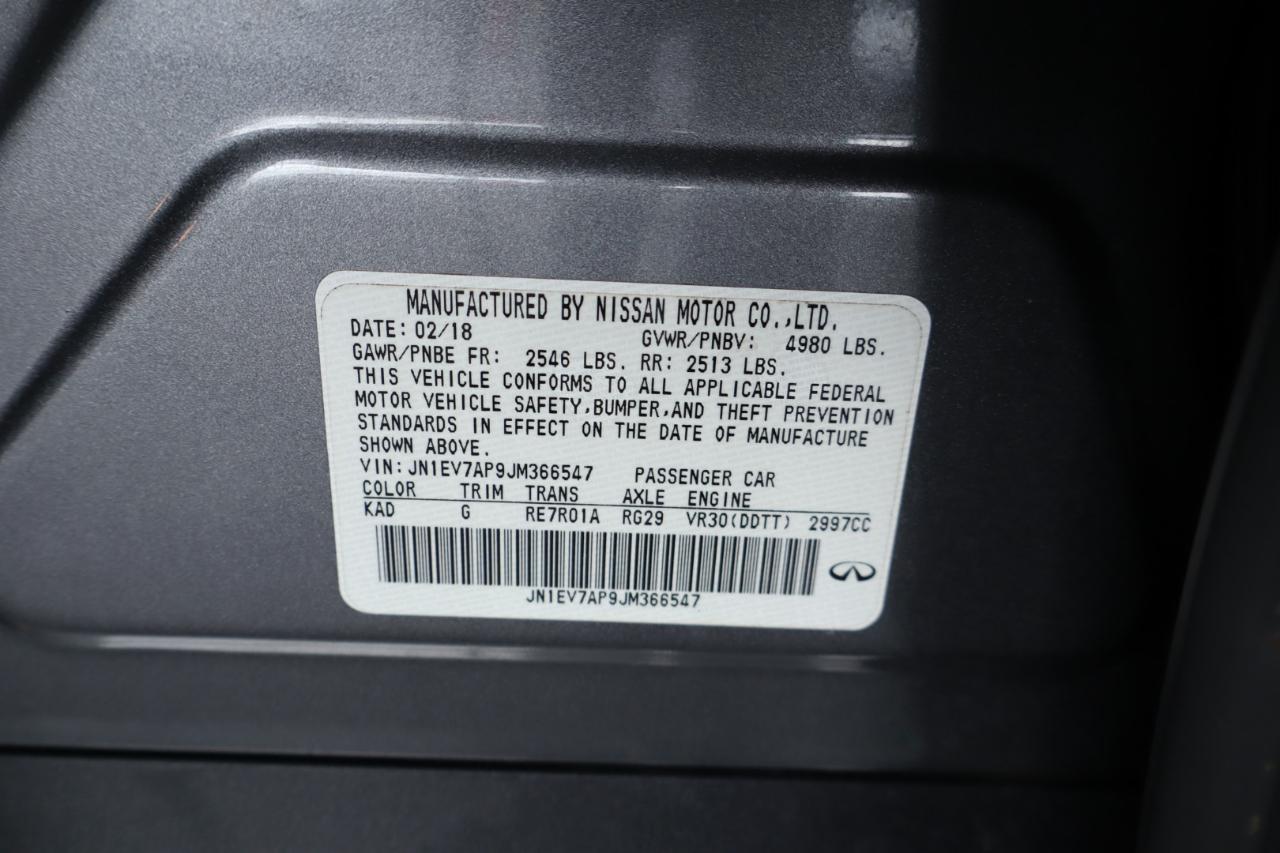 MANUFACTURED BY NISSAN MOTOR CO.,LTD.
DATE: 02/18 GVWR/PNBV: 4980 LBS.
GAWR/PNBE FR: 2546 LBS. RR: 2513 LBS.
THIS VEHICLE CONFORMS TO ALL APPLICABLE FEDERAL
MOTOR VEHICLE SAFETY,BUMPER,AND THEFT PREVENTION
STANDARDS IN EFFECT ON THE DATE OF MANUFACTURE
SHOWN ABOVE.
VIN: JN1EV7AP9JM366547 PASSENGER CAR
COLOR TRIM TRANS AXLE ENGINE
KAD G RE7R01A RG29 VR30(DDTT) 2997CC
JN1EV7AP9JM366547